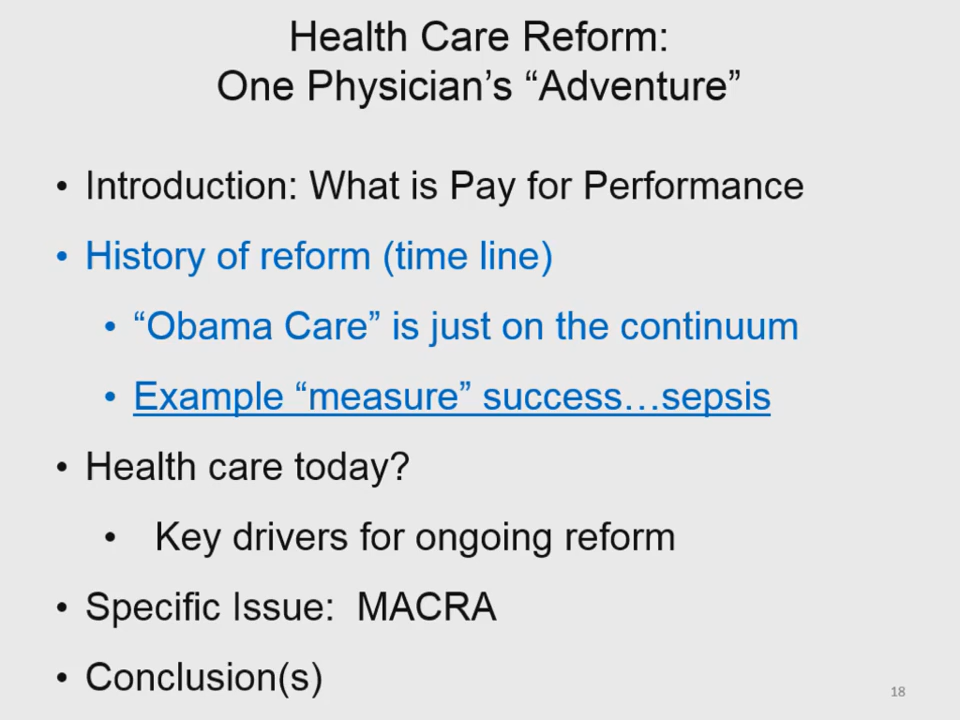 Health Care Reform:
One Physician’s “Adventure”
• Introduction: What is Pay for Performance
• History of reform (time line)
• “Obama Care” is just on the continuum
• Example “measure” success…sepsis
• Health care today?
• Key drivers for ongoing reform
• Specific Issue: MACRA
• Conclusion(s)
18